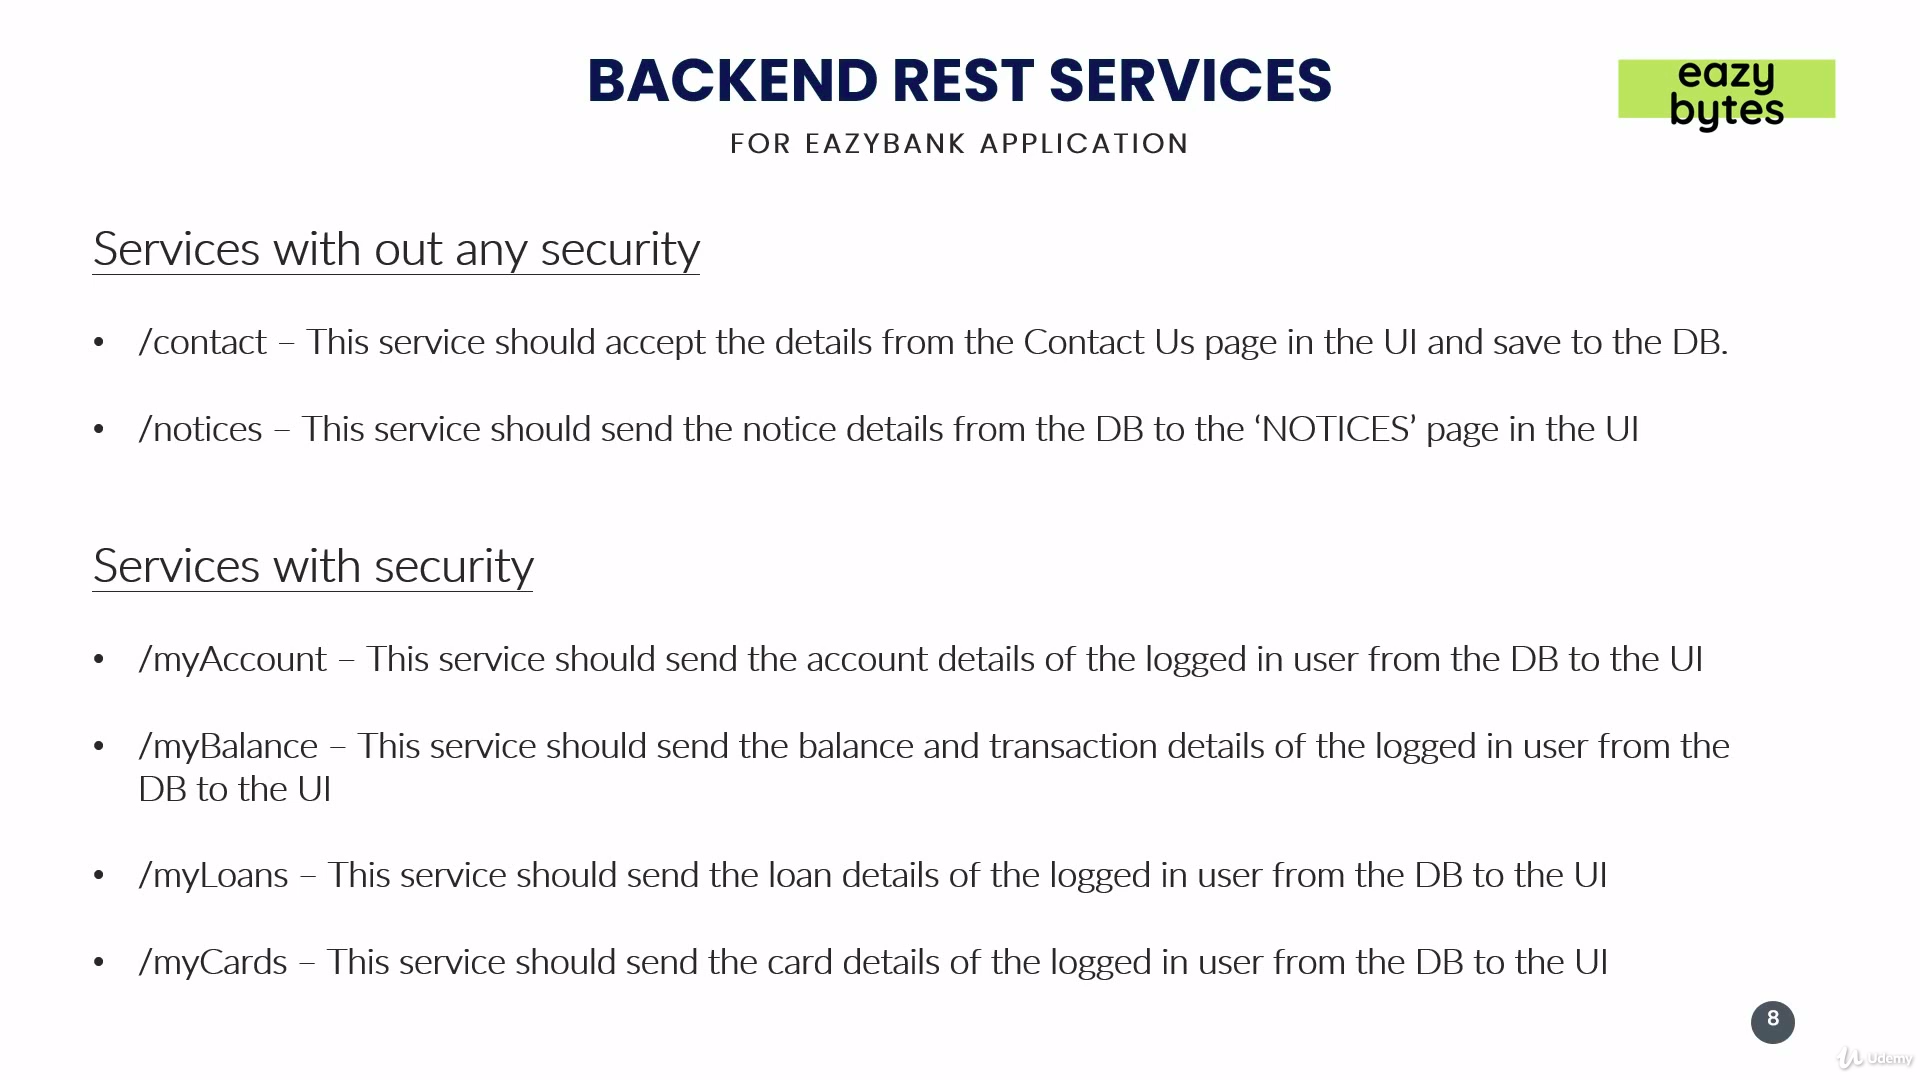 BACKEND REST SERVICES
FOR EAZYBANK APPLICATION
eazy
bytes
Services with out any security
• /contact – This service should accept the details from the Contact Us page in the UI and save to the DB.
• /notices – This service should send the notice details from the DB to the ‘NOTICES’ page in the UI
Services with security
• /myAccount – This service should send the account details of the logged in user from the DB to the UI
• /myBalance – This service should send the balance and transaction details of the logged in user from the
DB to the UI
• /myLoans – This service should send the loan details of the logged in user from the DB to the UI
• /myCards – This service should send the card details of the logged in user from the DB to the UI
8
Udemy